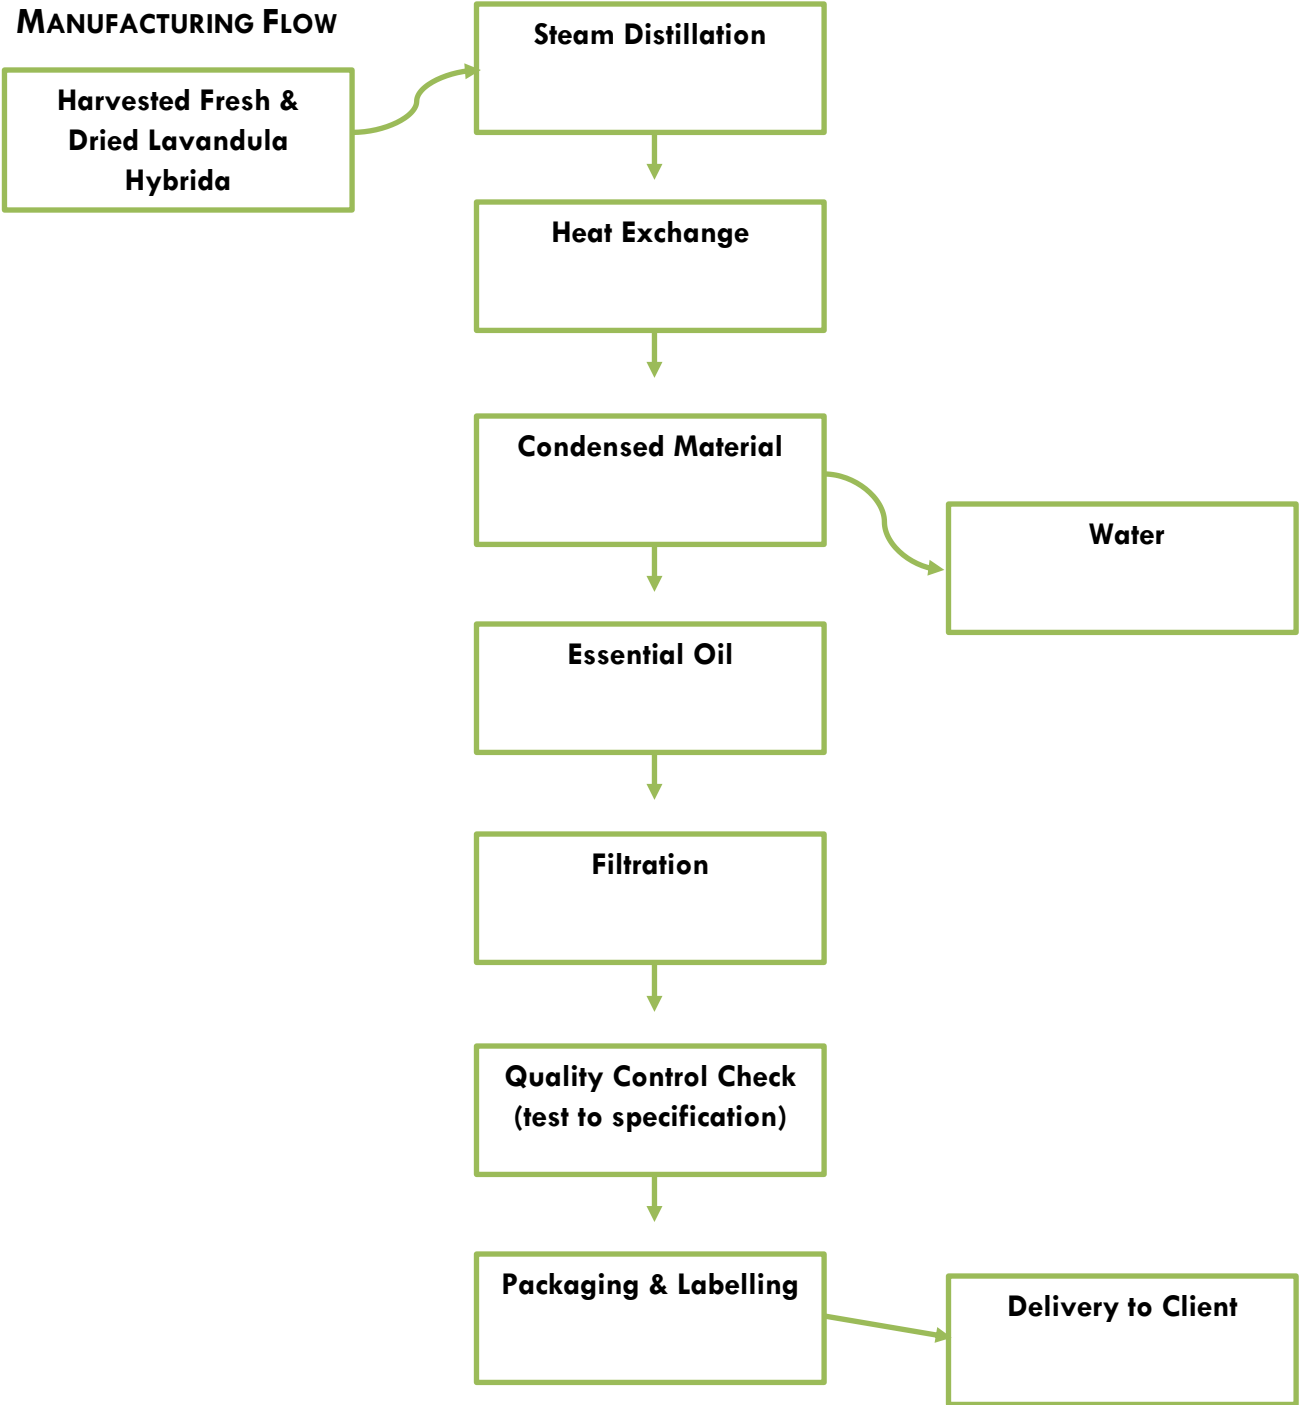 MANUFACTURING FLOW
Harvested Fresh &
Dried Lavandula
Hybrida
Steam Distillation
Heat Exchange
Condensed Material
Water
Essential Oil
Filtration
Quality Control Check
(test to specification)
Packaging & Labelling
Delivery to Client